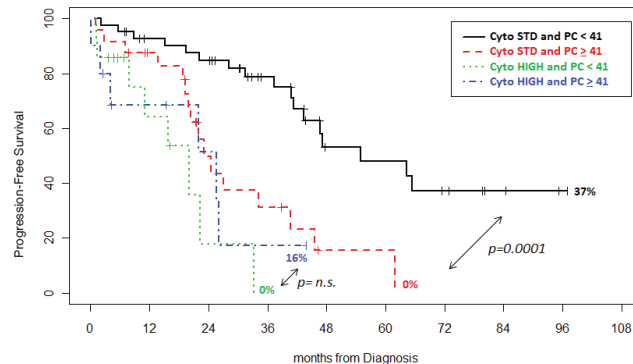 Cyto STD and PC < 41
Cyto STD and PC ≥ 41
Cyto HIGH and PC < 41
Cyto HIGH and PC ≥ 41
Progression-Free Survival
100
80
60
40
20
0
37%
p=0.0001
16%
p= n.s.
0%
0%
0 12 24 36 48 60 72 84 96 108
months from Diagnosis